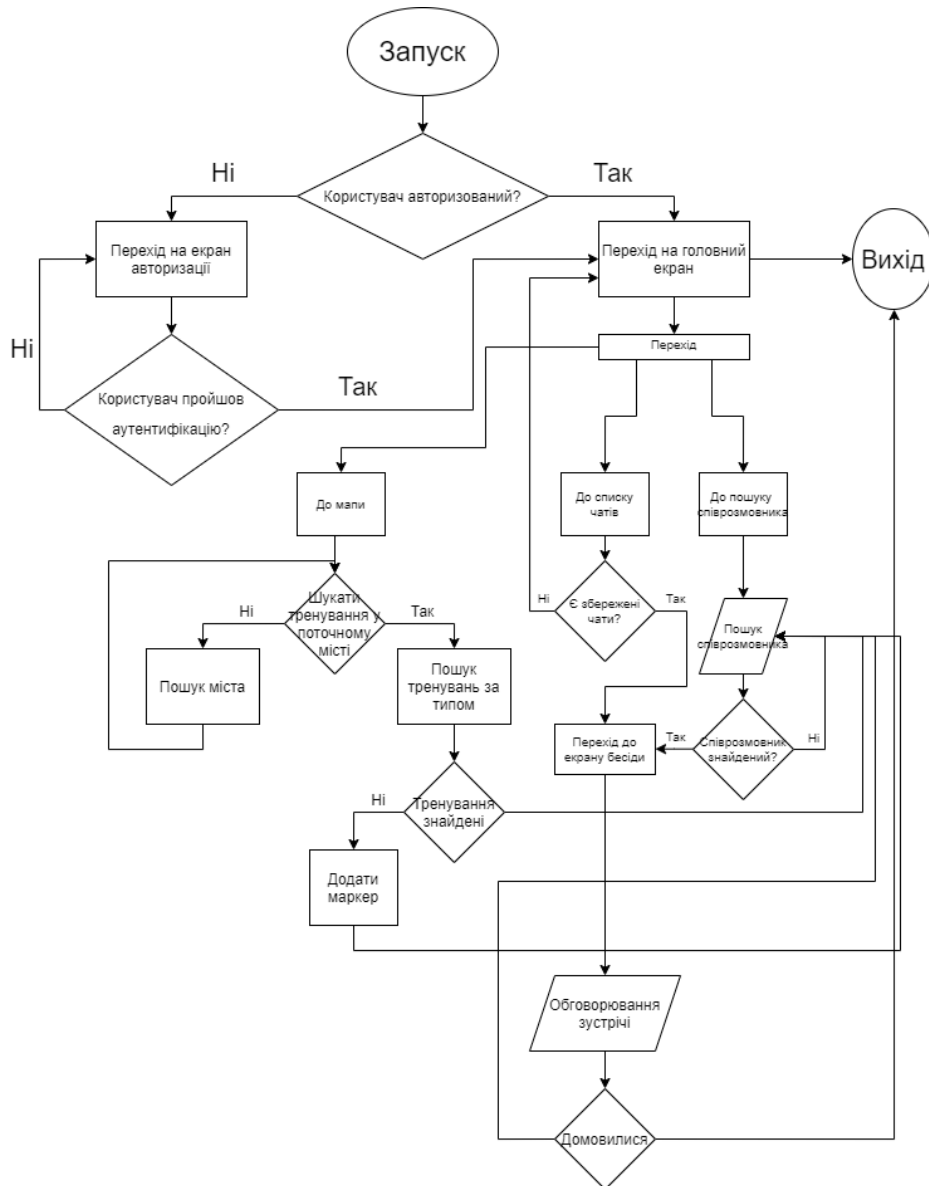 Запуск
Ні
Так
Користувач авторизований?
Перехід на екран
авторизації
Перехід на головний
екран
Вихід
Перехід
Ні
Так
Користувач пройшов
аутентифікацію?
До мапи
До списку
чатів
До пошуку
співрозмовника
Шукати
тренування у
поточному
місті
Ні
Так
Є збережені
чати?
Ні
Так
Пошук
співрозмовника
Пошук міста
Пошук
тренувань за
типом
Перехід до
екрану бесіди
Так
Співрозмовник
знайдений?
Ні
Ні
Тренування
знайдені
Додати
маркер
Обговорювання
зустрічі
Домовилися